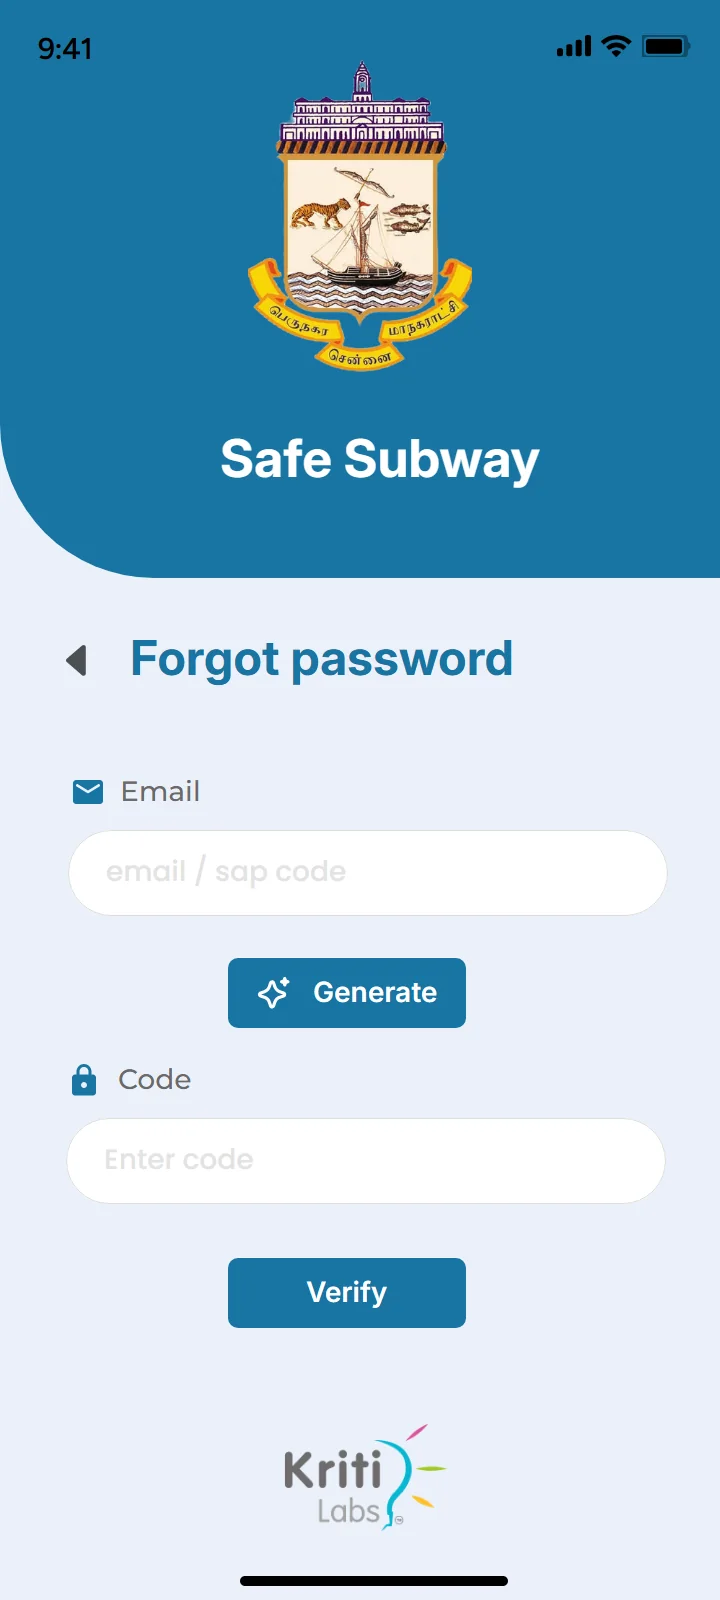 9:41
பெருநகர
சென்னை
மாநகராட்சி
Safe Subway
Forgot password
Email
email / sap code
Generate
Code
Enter code
Verify
Kriti
Labs